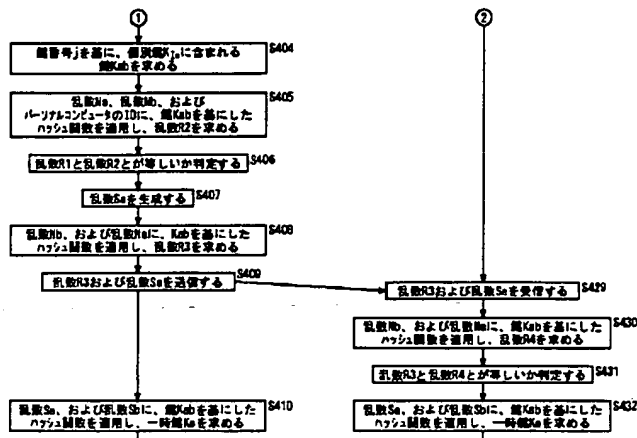 1
2
鍵番号jを基に、個別鍵K
に含まれる
鍵Kabを求める
S404
乱数Na、乱数Nb、および
パーソナルコンピュータのIDに、鍵Kabを基にした
ハッシュ関数を適用し、乱数R2を求める
S405
乱数R1と乱数R2とが等しいか判定する
S406
乱数Saを生成する
S407
乱数Nb、および乱数Naに、Kabを基にした
ハッシュ関数を適用し、乱数R3を求める
S408
乱数R3および乱数Saを送信する
S409
乱数R3および乱数Saを受信する
S429
乱数Nb、および乱数Naに、鍵Kabを基にした
ハッシュ関数を適用し、乱数R4を求める
S430
乱数R3と乱数R4とが等しいか判定する
S431
乱数Sa、および乱数Sbに、鍵Kabを基にした
ハッシュ関数を適用し、一時鍵Keを求める
S410
乱数Sa、および乱数Sbに、鍵Kabを基にした
ハッシュ関数を適用し、一時鍵Keを求める
S432